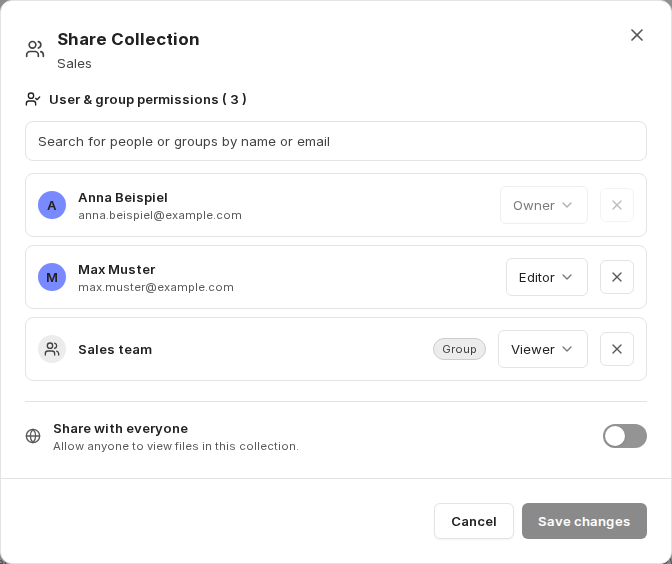 Share Collection
Sales
User & group permissions ( 3 )
Search for people or groups by name or email
A
Anna Beispiel
anna.beispiel@example.com
Owner
M
Max Muster
max.muster@example.com
Editor
Sales team
Group
Viewer
Share with everyone
Allow anyone to view files in this collection.
Cancel
Save changes